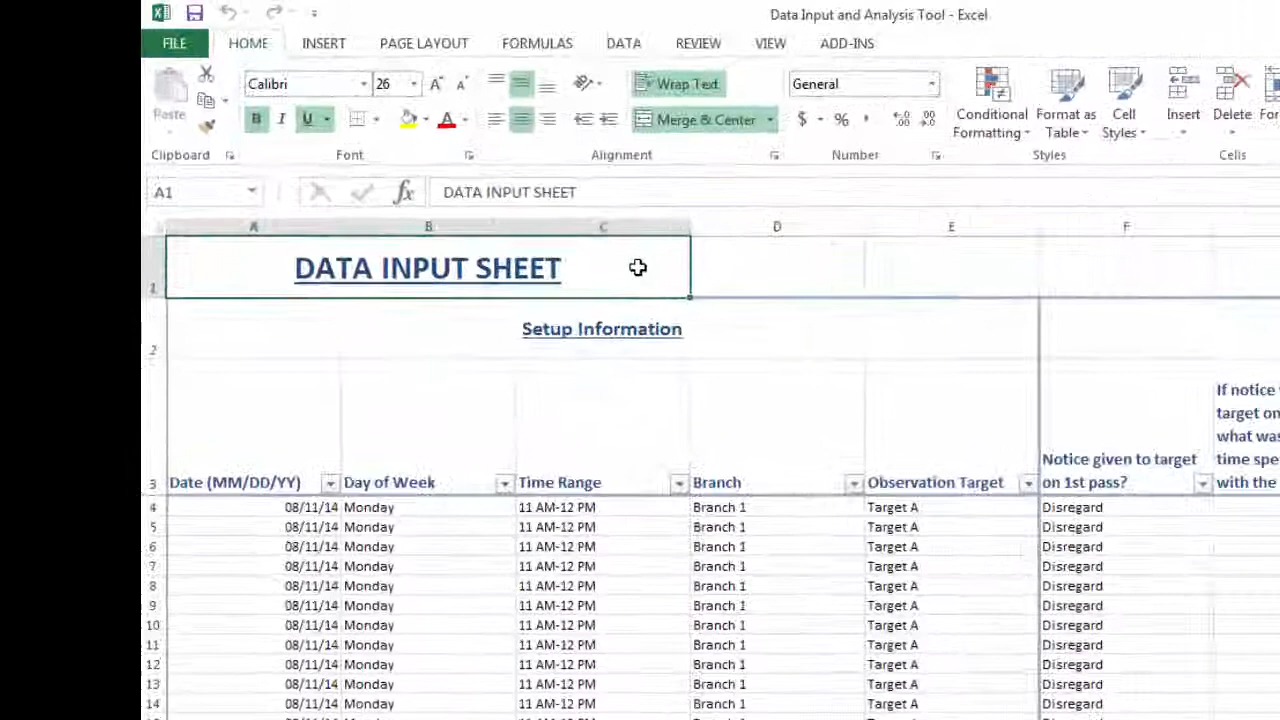 Data Input and Analysis Tool - Excel
FILE HOME INSERT PAGE LAYOUT FORMULAS DATA REVIEW VIEW ADD-INS
Calibri 26 A A Wrap Text General
Paste B I U A Merge & Center $ % Conditional Formatting Format as Table Cell Styles Insert Delete
Clipboard Font Alignment Number Styles Cells
A1 fx DATA INPUT SHEET
A B C D E F
1 DATA INPUT SHEET
2 Setup Information
If notice
target on
what was
Notice given to target time spe
3 Date (MM/DD/YY) Day of Week Time Range Branch Observation Target on 1st pass? with the
4 08/11/14 Monday 11 AM-12 PM Branch 1 Target A Disregard
5 08/11/14 Monday 11 AM-12 PM Branch 1 Target A Disregard
6 08/11/14 Monday 11 AM-12 PM Branch 1 Target A Disregard
7 08/11/14 Monday 11 AM-12 PM Branch 1 Target A Disregard
8 08/11/14 Monday 11 AM-12 PM Branch 1 Target A Disregard
9 08/11/14 Monday 11 AM-12 PM Branch 1 Target A Disregard
10 08/11/14 Monday 11 AM-12 PM Branch 1 Target A Disregard
11 08/11/14 Monday 11 AM-12 PM Branch 1 Target A Disregard
12 08/11/14 Monday 11 AM-12 PM Branch 1 Target A Disregard
13 08/11/14 Monday 11 AM-12 PM Branch 1 Target A Disregard
14 08/11/14 Monday 11 AM-12 PM Branch 1 Target A Disregard